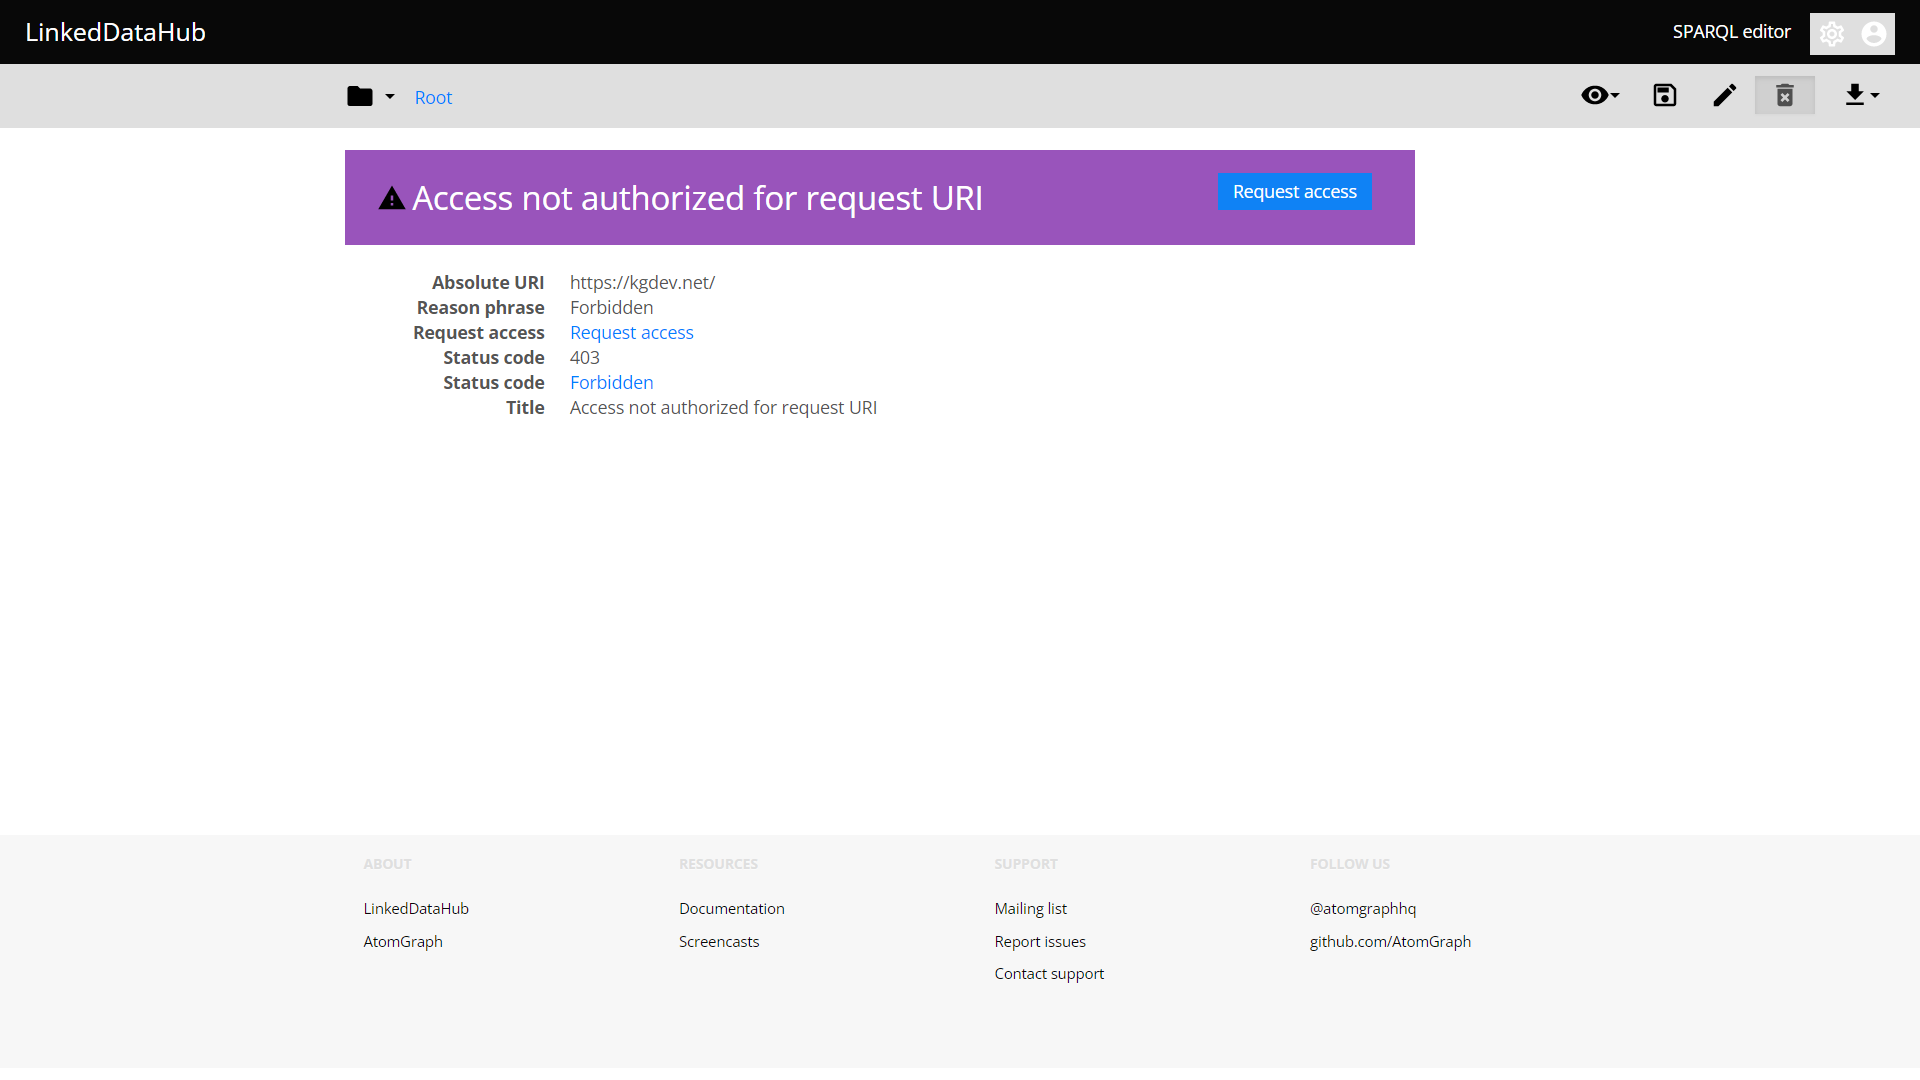 LinkedDataHub
SPARQL editor
Root
Access not authorized for request URI
Request access
Absolute URI https://kgdev.net/
Reason phrase Forbidden
Request access Request access
Status code 403
Status code Forbidden
Title Access not authorized for request URI
ABOUT
LinkedDataHub
AtomGraph
RESOURCES
Documentation
Screencasts
SUPPORT
Mailing list
Report issues
Contact support
FOLLOW US
@atomgraphhq
github.com/AtomGraph